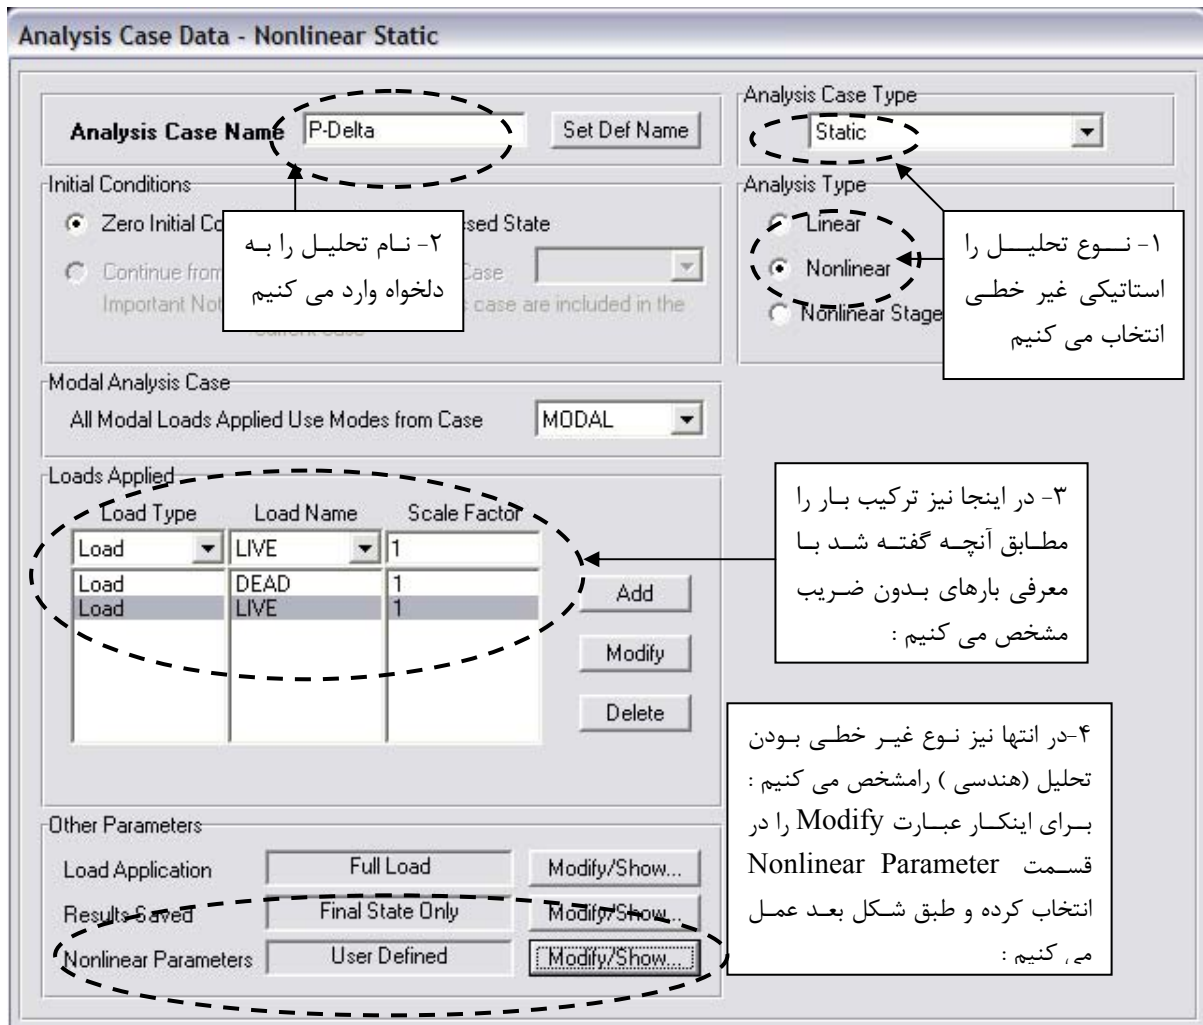 Analysis Case Data - Nonlinear Static
Analysis Case Name P-Delta Set Def Name
Analysis Case Type
Static
Initial Conditions
Zero Initial Co ssed State
Continue from Case
Important Not s case are included in the
۲- نام تحلیل را به
دلخواه وارد می کنیم
Analysis Type
Linear
Nonlinear
Nonlinear Stage
۱- نوع تحلیل را
استاتیکی غیر خطی
انتخاب می کنیم
Modal Analysis Case
All Modal Loads Applied Use Modes from Case MODAL
Loads Applied
Load Type Load Name Scale Factor
Load LIVE 1
Load DEAD 1
Load LIVE 1
Add
Modify
Delete
۳- در اینجا نیز ترکیب بار را
مطابق آنچه گفته شد با
معرفی بارهای بدون ضریب
مشخص می کنیم :
Other Parameters
Load Application Full Load Modify/Show...
Results Saved Final State Only Modify/Show...
Nonlinear Parameters User Defined Modify/Show...
۴-در انتها نیز نوع غیر خطی بودن
تحلیل (هندسی ) رامشخص می کنیم :
برای اینکار عبارت Modify را در
قسمت Nonlinear Parameter
انتخاب کرده و طبق شکل بعد عمل
می کنیم :